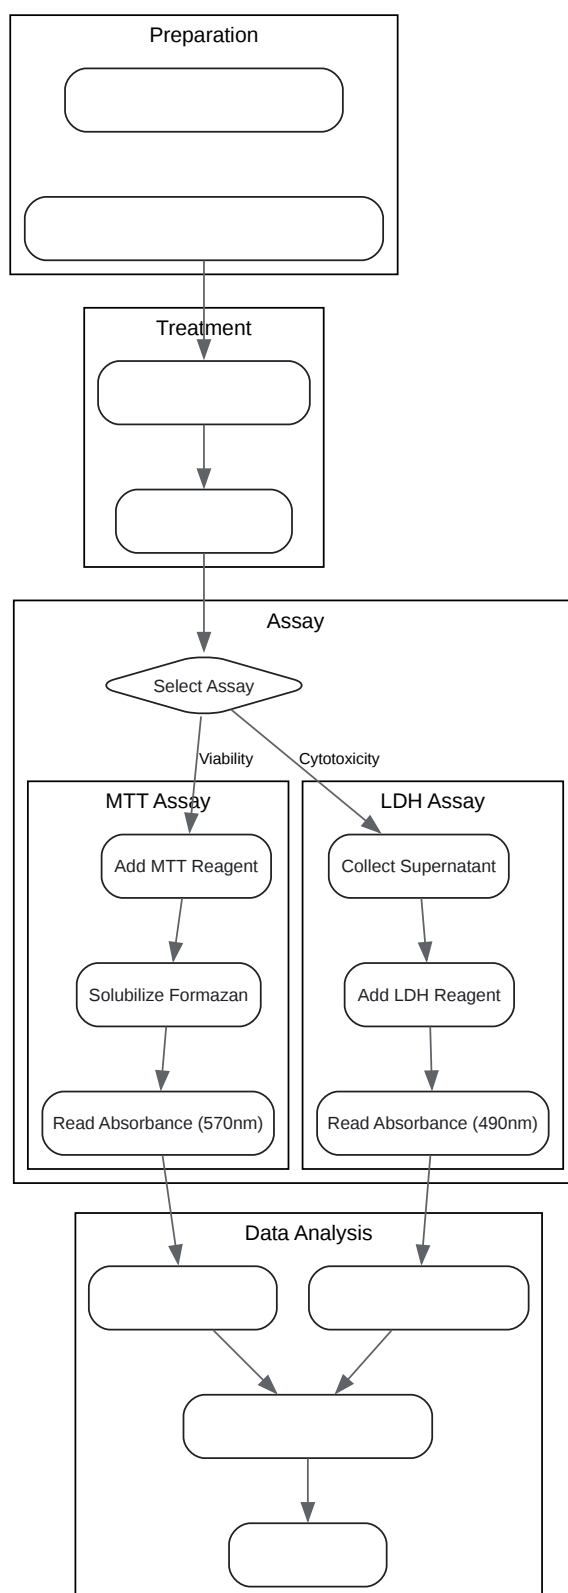 Preparation
Treatment
Assay
Select Assay
Viability
Cytotoxicity
MTT Assay
LDH Assay
Add MTT Reagent
Collect Supernatant
Solubilize Formazan
Add LDH Reagent
Read Absorbance (570nm)
Read Absorbance (490nm)
Data Analysis